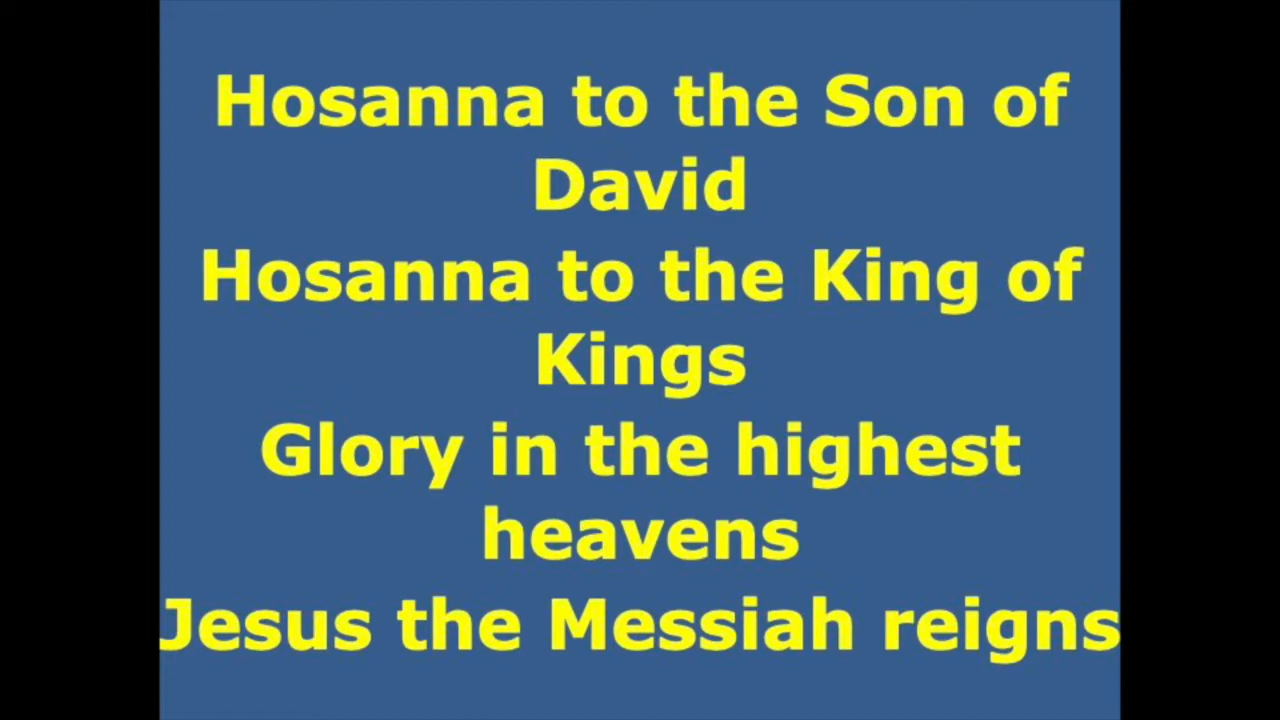 Hosanna to the Son of
David
Hosanna to the King of
Kings
Glory in the highest
heavens
Jesus the Messiah reigns